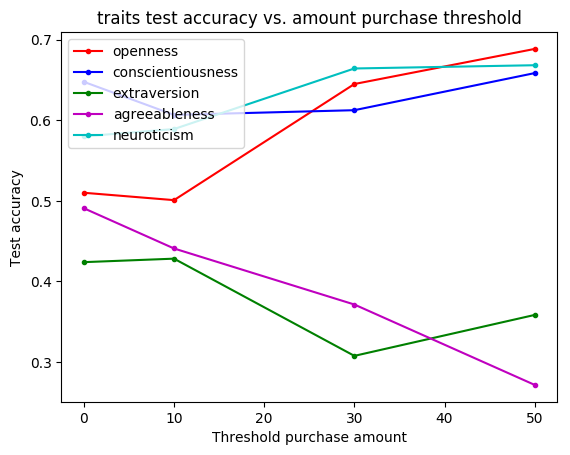 traits test accuracy vs. amount purchase threshold
openness
conscientiousness
extraversion
agreeableness
neuroticism
Test accuracy
0.7
0.6
0.5
0.4
0.3
0
10
20
30
40
50
Threshold purchase amount